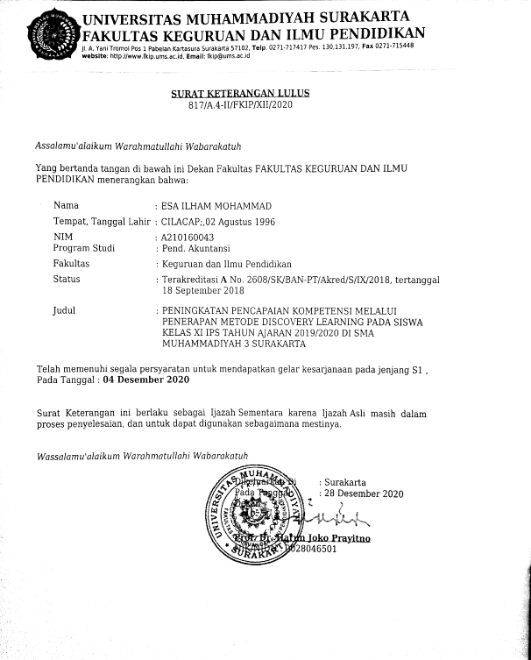 UNIVERSITAS MUHAMMADIYAH SURAKARTA
FAKULTAS KEGURUAN DAN ILMU PENDIDIKAN
Jl. A. Yani Tromol Pos 1 Pabelan Kartasura Surakarta 57102, Telp. 0271-717417 Pes. 130,131,197, Fax 0271-715448
website: http://www.fkip.ums.ac.id, Email: fkip@ums.ac.id
SURAT KETERANGAN LULUS
817/A.4-II/FKIP/XII/2020
Assalamu'alaikum Warahmatullahi Wabarakatuh
Yang bertanda tangan di bawah ini Dekan Fakultas FAKULTAS KEGURUAN DAN ILMU
PENDIDIKAN menerangkan bahwa:
Nama : ESA ILHAM MOHAMMAD
Tempat, Tanggal Lahir : CILACAP;,02 Agustus 1996
NIM : A210160043
Program Studi : Pend. Akuntansi
Fakultas : Keguruan dan Ilmu Pendidikan
Status : Terakreditasi A No. 2608/SK/BAN-PT/Akred/S/IX/2018, tertanggal
18 September 2018
Judul : PENINGKATAN PENCAPAIAN KOMPETENSI MELALUI
PENERAPAN METODE DISCOVERY LEARNING PADA SISWA
KELAS XI IPS TAHUN AJARAN 2019/2020 DI SMA
MUHAMMADIYAH 3 SURAKARTA
Telah memenuhi segala persyaratan untuk mendapatkan gelar kesarjanaan pada jenjang S1 ,
Pada Tanggal : 04 Desember 2020
Surat Keterangan ini berlaku sebagai Ijazah Sementara karena Ijazah Asli masih dalam
proses penyelesaian, dan untuk dapat digunakan sebagaimana mestinya.
Wassalamu'alaikum Warahmatullahi Wabarakatuh
: Surakarta
Pada Tanggal : 28 Desember 2020
UNIVERSITAS MUHAMMADIYAH
SURAKARTA
Prof. Dr. Harun Joko Prayitno
028046501